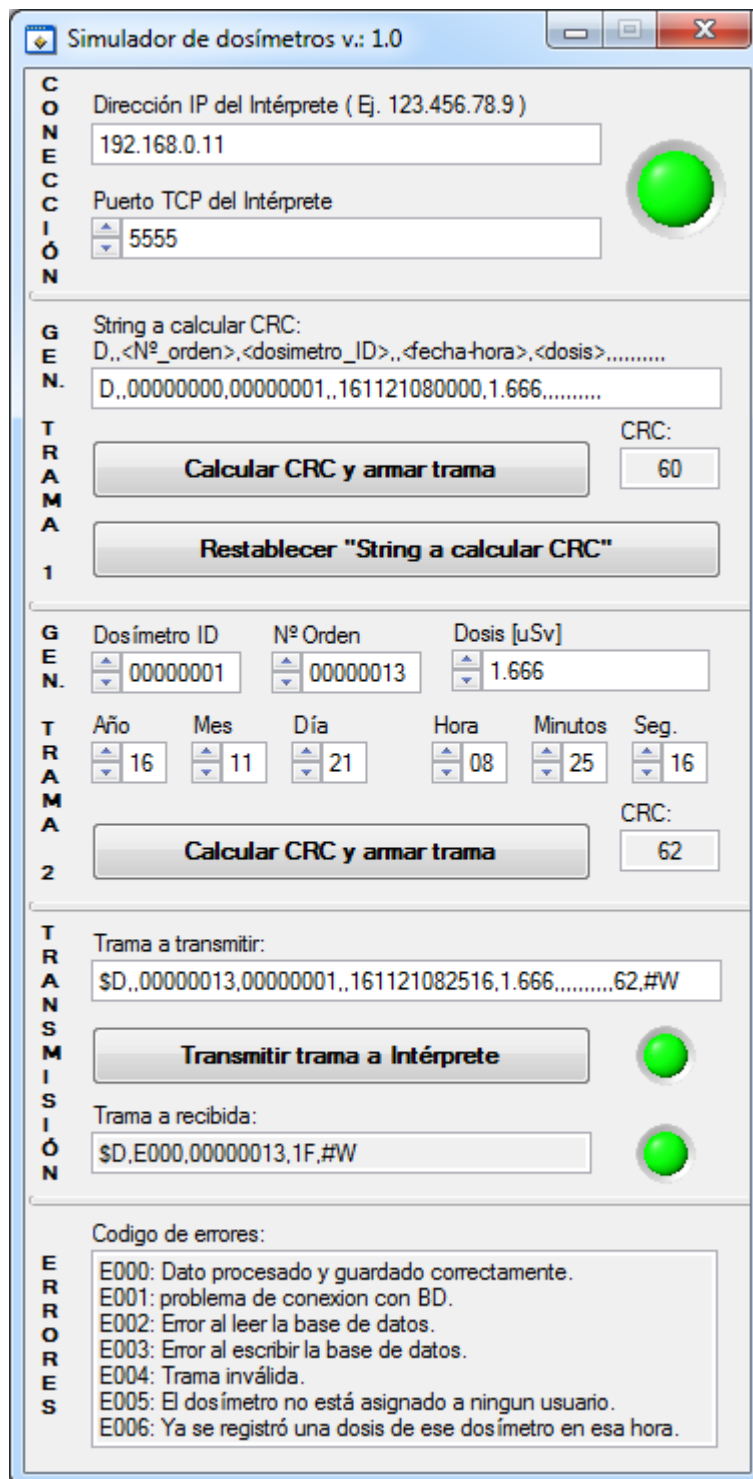 Simulador de dosímetros v.: 1.0
CONECCIÓN
Dirección IP del Intérprete ( Ej. 123.456.78.9 )
192.168.0.11
Puerto TCP del Intérprete
5555
GEN. TRAMA 1
String a calcular CRC:
D,,<Nº_orden>,<dosimetro_ID>,,<fecha-hora>,<dosis>,,,,,,,,,,
D,,00000000,00000001,,161121080000,1.666,,,,,,,,,,
CRC:
Calcular CRC y armar trama 60
Restablecer "String a calcular CRC"
GEN. TRAMA 2
Dosímetro ID Nº Orden Dosis [uSv]
00000001 00000013 1.666
Año Mes Día Hora Minutos Seg.
16 11 21 08 25 16
CRC:
Calcular CRC y armar trama 62
TRANSMISIÓN
Trama a transmitir:
$D,,00000013,00000001,,161121082516,1.666,,,,,,,,,,62,#W
Transmitir trama a Intérprete
Trama a recibida:
$D,E000,00000013,1F,#W
ERRORES
Codigo de errores:
E000: Dato procesado y guardado correctamente.
E001: problema de conexion con BD.
E002: Error al leer la base de datos.
E003: Error al escribir la base de datos.
E004: Trama inválida.
E005: El dosímetro no está asignado a ningun usuario.
E006: Ya se registró una dosis de ese dosímetro en esa hora.